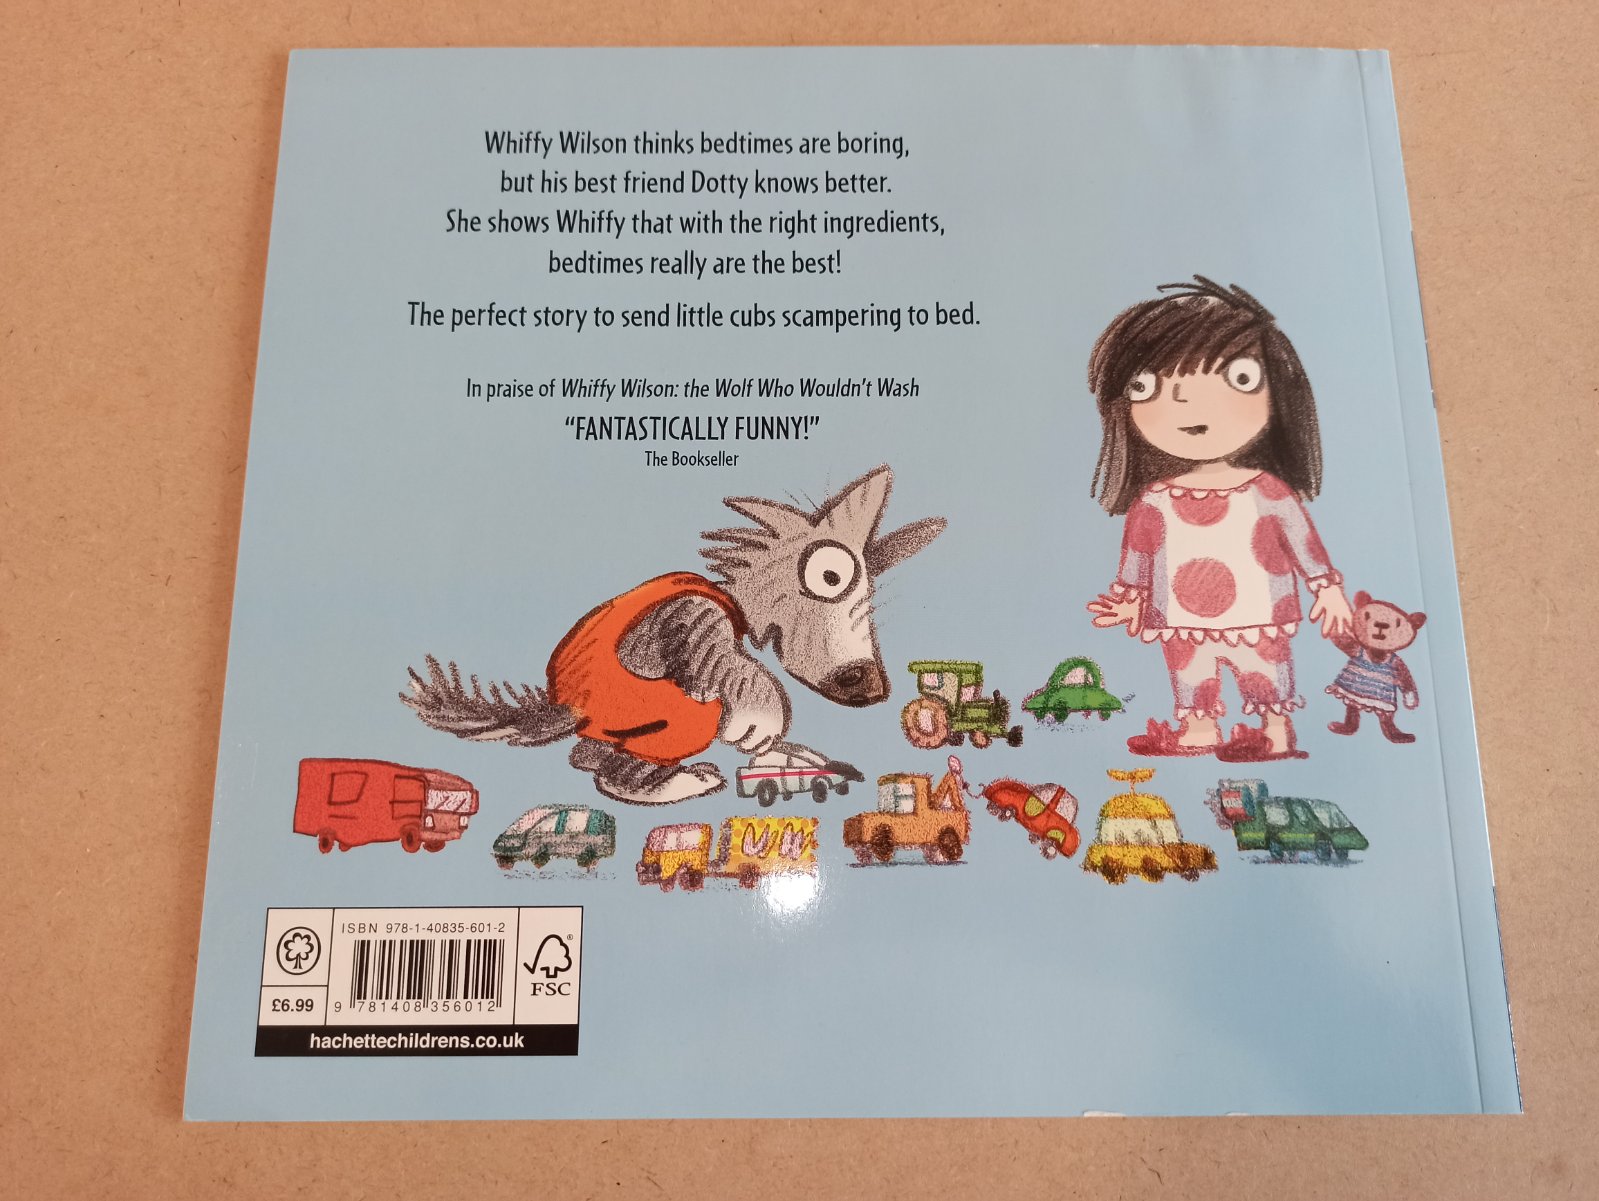 Whiffy Wilson thinks bedtimes are boring,
but his best friend Dotty knows better.
She shows Whiffy that with the right ingredients,
bedtimes really are the best!
The perfect story to send little cubs scampering to bed.
In praise of Whiffy Wilson: the Wolf Who Wouldn't Wash
“FANTASTICALLY FUNNY!”
The Bookseller
ISBN 978-1-40835-601-2
9 781408 356012
£6.99
®
FSC
hachettechildrens.co.uk